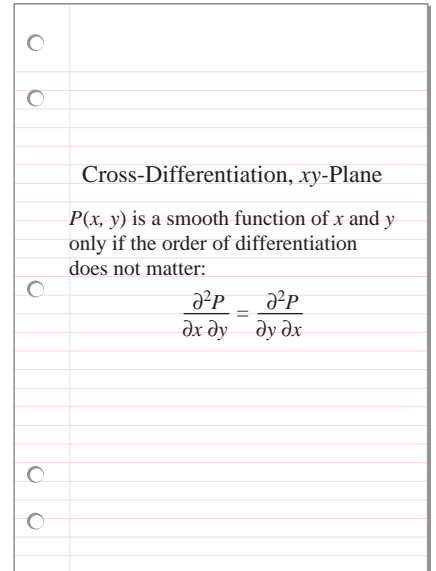 Cross-Differentiation, xy-Plane
P(x, y) is a smooth function of x and y
only if the order of differentiation
does not matter:
∂²P/∂x ∂y = ∂²P/∂y ∂x